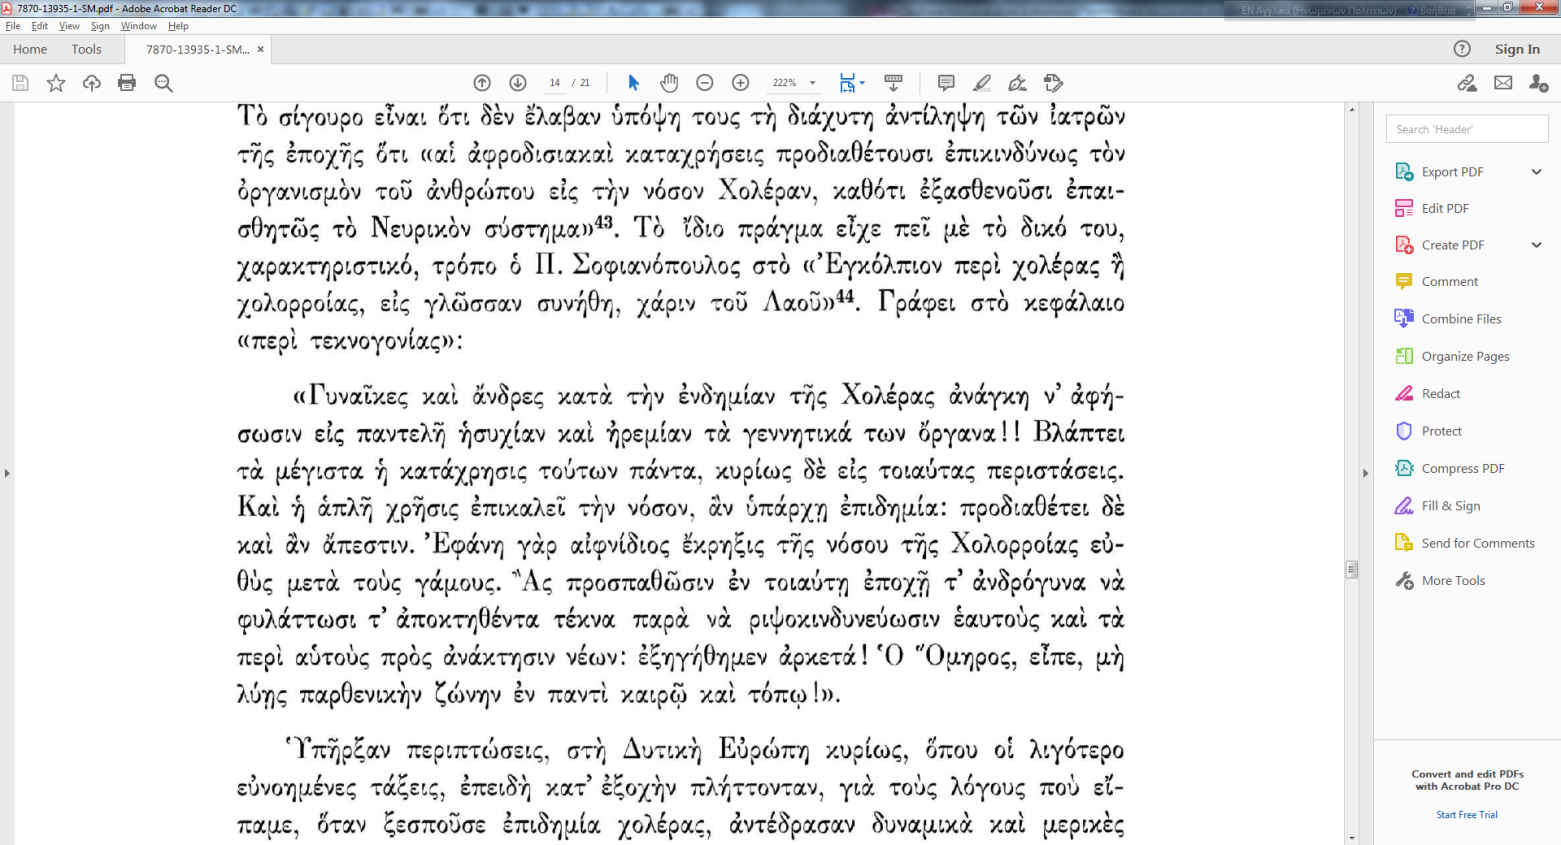 7870-13935-1-SM.pdf - Adobe Acrobat Reader DC
EN Αγγλικά (Ηνωμένων Πολιτειών) Βοήθεια
File Edit View Sign Window Help
Home Tools 7870-13935-1-SM... × Sign In
14 / 21 222%
Τὸ σίγουρο εἶναι ὅτι δὲν ἔλαβαν ὑπόψη τους τὴ διάχυτη ἀντίληψη τῶν ἰατρῶν
τῆς ἐποχῆς ὅτι «αἱ ἀφροδισιακαὶ καταχρήσεις προδιαθέτουσι ἐπικινδύνως τὸν
ὀργανισμὸν τοῦ ἀνθρώπου εἰς τὴν νόσον Χολέραν, καθότι ἐξασθενοῦσι ἐπαι-
σθητῶς τὸ Νευρικὸν σύστημα»43. Τὸ ἴδιο πράγμα εἶχε πεῖ μὲ τὸ δικό του,
χαρακτηριστικό, τρόπο ὁ Π. Σοφιανόπουλος στὸ «Ἐγκόλπιον περὶ χολέρας ἢ
χολορροίας, εἰς γλῶσσαν συνήθη, χάριν τοῦ Λαοῦ»44. Γράφει στὸ κεφάλαιο
«περὶ τεκνογονίας»:
«Γυναῖκες καὶ ἄνδρες κατὰ τὴν ἐνδημίαν τῆς Χολέρας ἀνάγκη ν’ ἀφή-
σωσιν εἰς παντελῆ ἡσυχίαν καὶ ἠρεμίαν τὰ γεννητικά των ὄργανα!! Βλάπτει
τὰ μέγιστα ἡ κατάχρησις τούτων πάντα, κυρίως δὲ εἰς τοιαύτας περιστάσεις.
Καὶ ἡ ἁπλῆ χρῆσις ἐπικαλεῖ τὴν νόσον, ἂν ὑπάρχῃ ἐπιδημία: προδιαθέτει δὲ
καὶ ἂν ἄπεστιν. Ἐφάνη γὰρ αἰφνίδιος ἔκρηξις τῆς νόσου τῆς Χολορροίας εὐ-
θὺς μετὰ τοὺς γάμους. Ἂς προσπαθῶσιν ἐν τοιαύτῃ ἐποχῇ τ’ ἀνδρόγυνα νὰ
φυλάττωσι τ’ ἀποκτηθέντα τέκνα παρὰ νὰ ριψοκινδυνεύωσιν ἑαυτοὺς καὶ τὰ
περὶ αὑτοὺς πρὸς ἀνάκτησιν νέων: ἐξηγήθημεν ἀρκετά! Ὁ Ὅμηρος, εἶπε, μὴ
λύῃς παρθενικὴν ζώνην ἐν παντὶ καιρῷ καὶ τόπῳ!».
Ὑπῆρξαν περιπτώσεις, στὴ Δυτικὴ Εὐρώπη κυρίως, ὅπου οἱ λιγότερο
εὐνοημένες τάξεις, ἐπειδὴ κατ’ ἐξοχὴν πλήττονταν, γιὰ τοὺς λόγους ποὺ εἴ-
παμε, ὅταν ξεσποῦσε ἐπιδημία χολέρας, ἀντέδρασαν δυναμικὰ καὶ μερικὲς
Search 'Header'
Export PDF
Edit PDF
Create PDF
Comment
Combine Files
Organize Pages
Redact
Protect
Compress PDF
Fill & Sign
Send for Comments
More Tools
Convert and edit PDFs
with Acrobat Pro DC
Start Free Trial